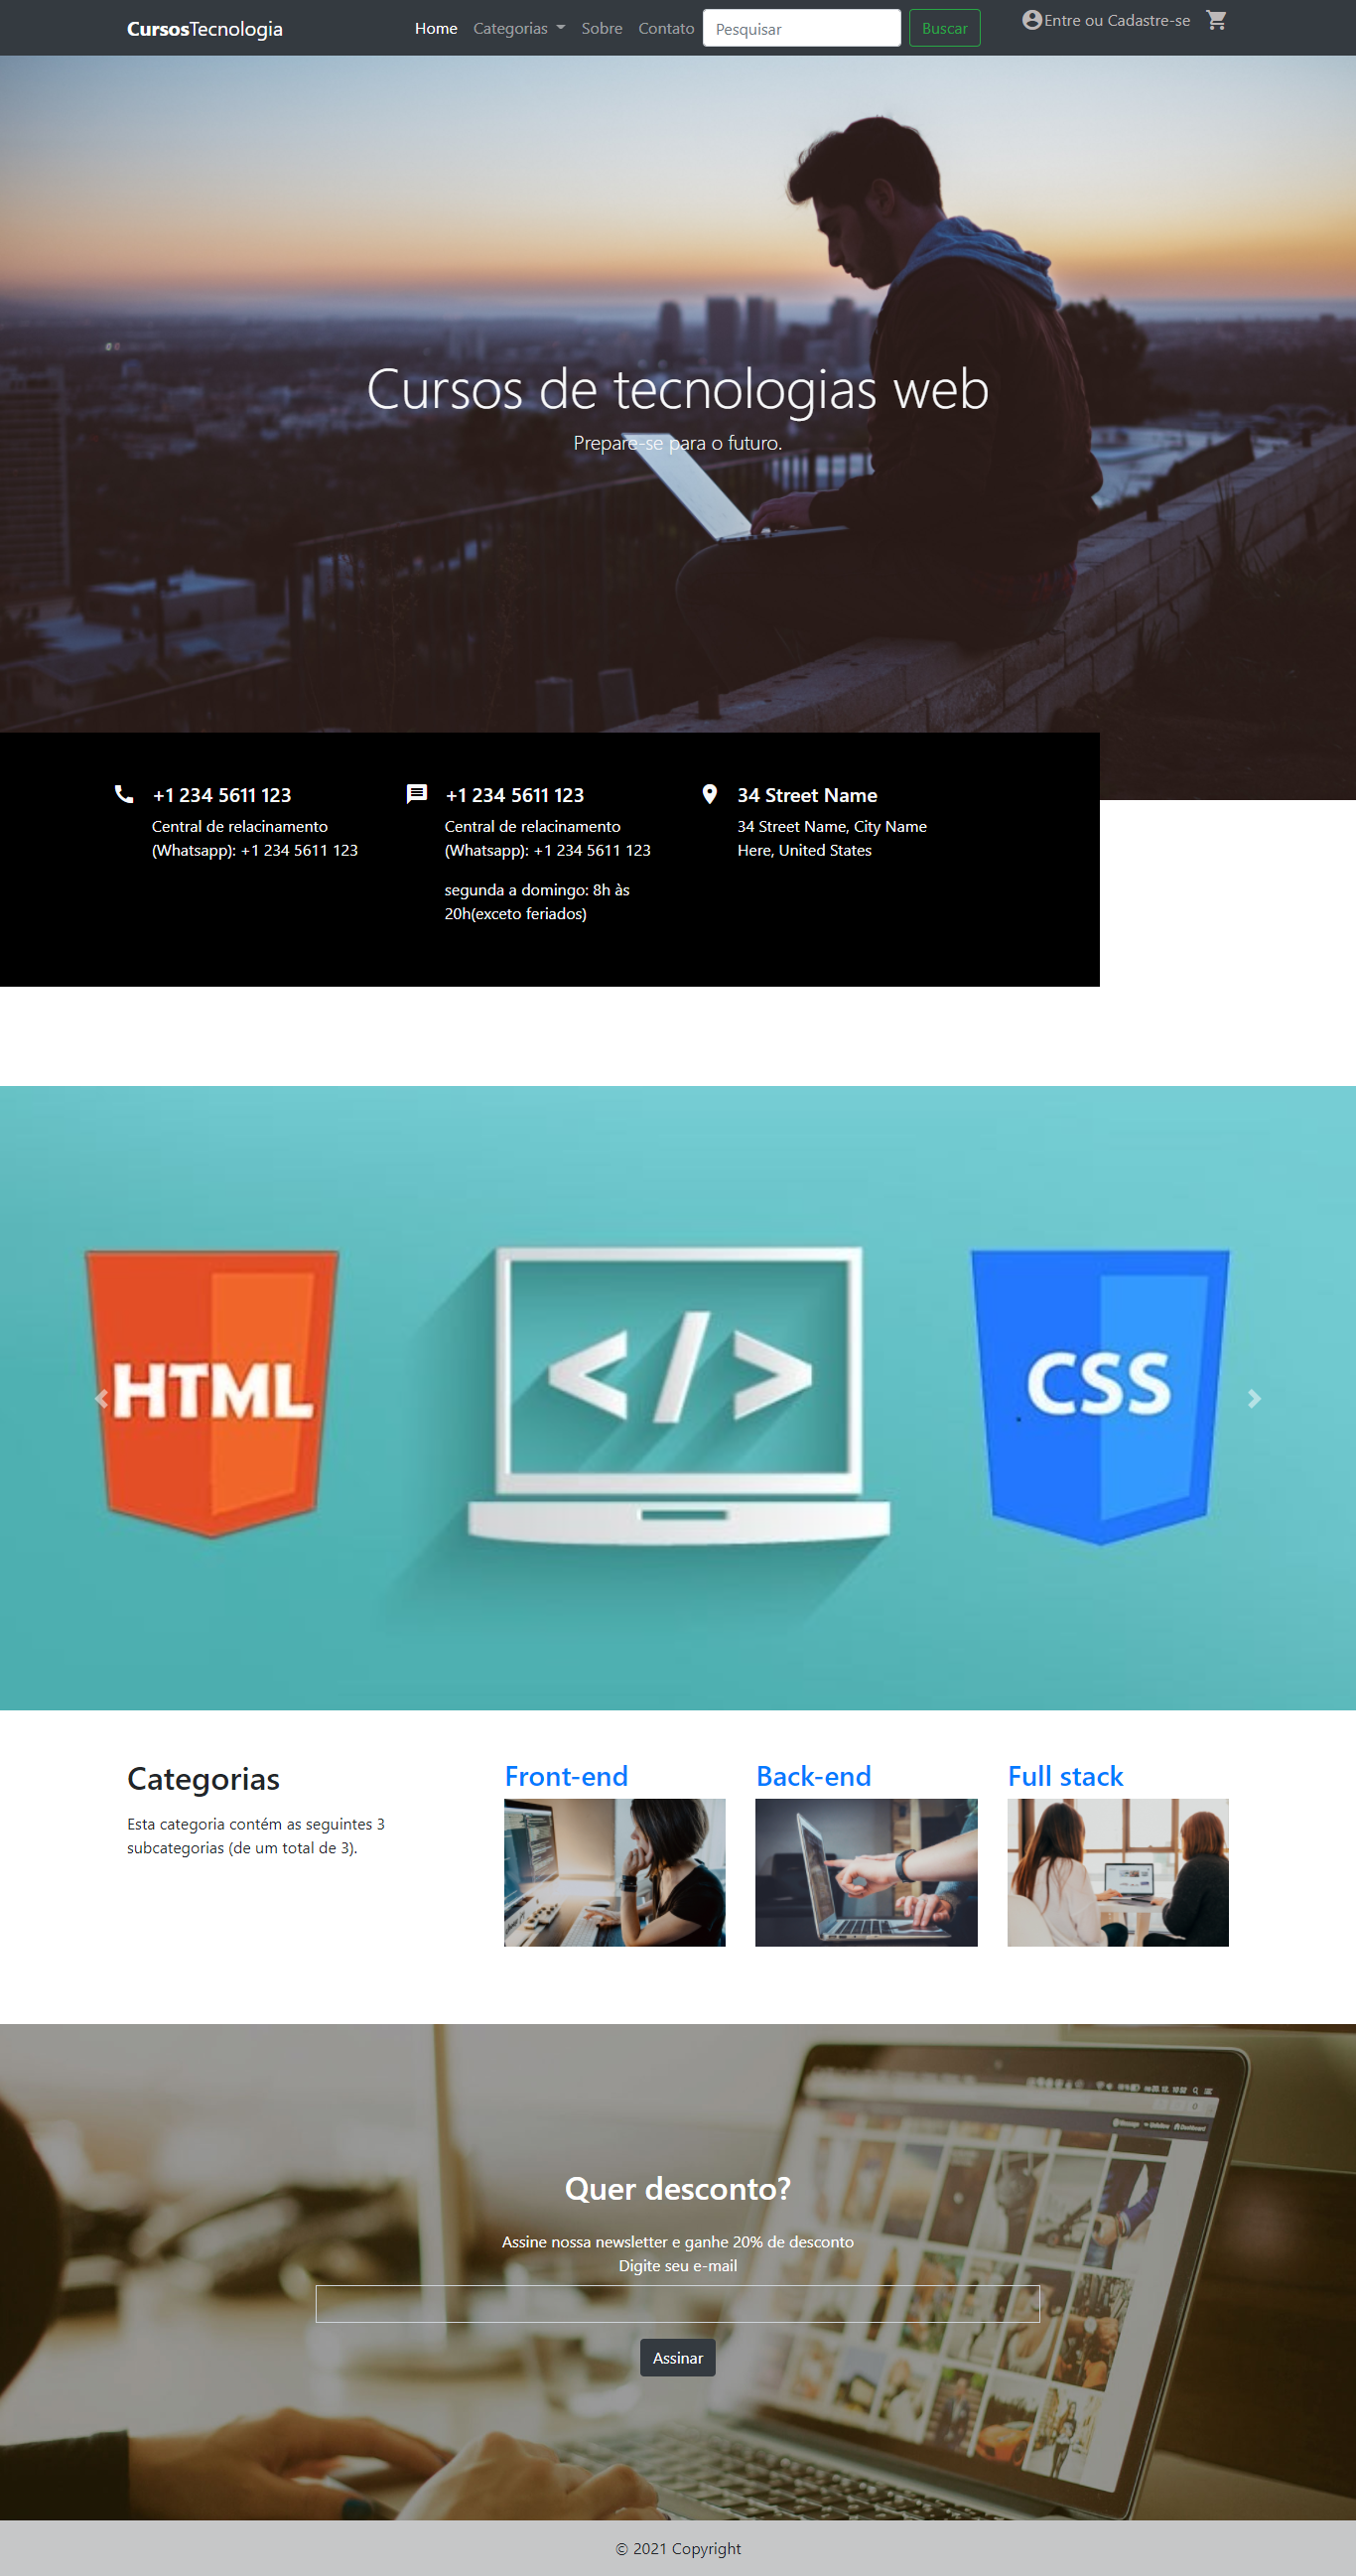 CursosTecnologia
Home Categorias Sobre Contato Pesquisar Buscar Entre ou Cadastre-se
Cursos de tecnologias web
Prepare-se para o futuro.
+1 234 5611 123
Central de relacinamento
(Whatsapp): +1 234 5611 123
+1 234 5611 123
Central de relacinamento
(Whatsapp): +1 234 5611 123
segunda a domingo: 8h às
20h(exceto feriados)
34 Street Name
34 Street Name, City Name
Here, United States
HTML
</>
CSS
Categorias
Esta categoria contém as seguintes 3
subcategorias (de um total de 3).
Front-end
Back-end
Full stack
Quer desconto?
Assine nossa newsletter e ganhe 20% de desconto
Digite seu e-mail
Assinar
© 2021 Copyright